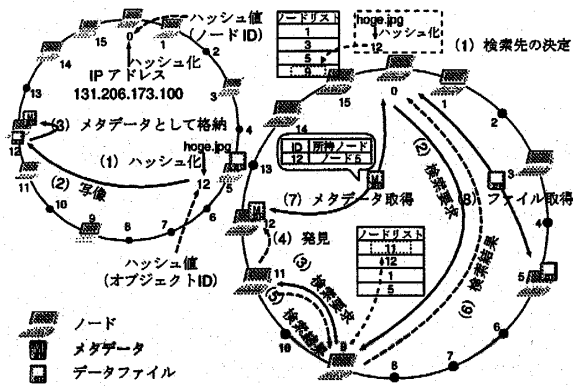 ハッシュ値
(ノードID)
ハッシュ化
IPアドレス
131.206.173.100
(3) メタデータとして格納
(1) ハッシュ化
hoge.jpg
(2) 写像
12
ハッシュ値
(オブジェクトID)
0
1
2
3
4
5
6
7
8
9
10
11
12
13
14
15
ノード
メタデータ
データファイル
ノードリスト
1
3
5
9
hoge.jpg
ハッシュ化
12
(1) 検索先の決定
ID 所持ノード
12 ノード5
(2) 検索要求
(7) メタデータ取得
(8) ファイル取得
(4) 発見
(3) 検索要求
(5) 検索結果
(6) 検索結果
ノードリスト
11
12
1
5
0
1
2
3
4
5
6
7
8
9
10
11
12
13
14
15